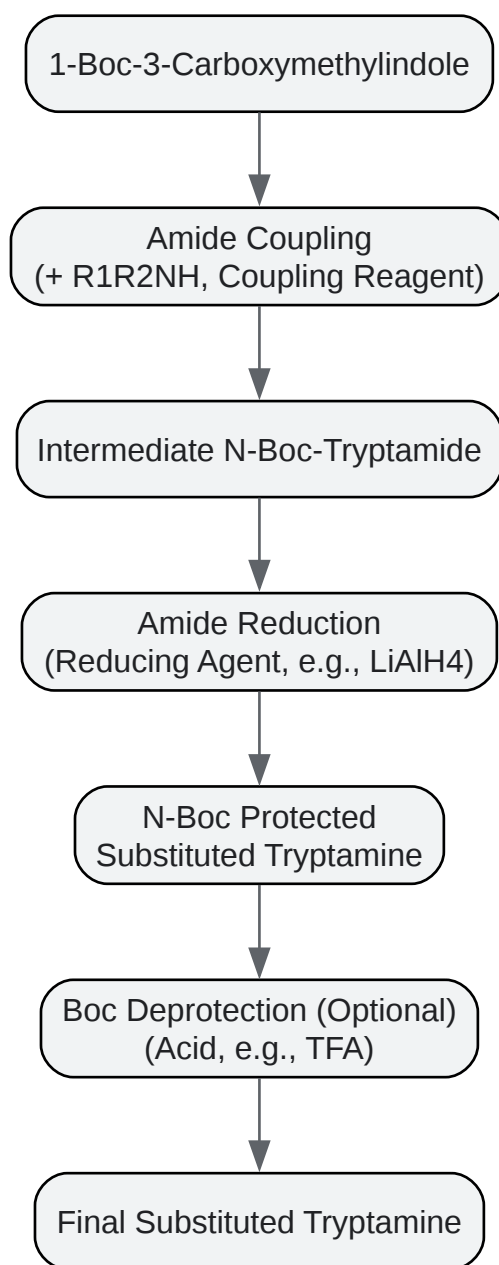 1-Boc-3-Carboxymethylindole
Amide Coupling
(+ R1R2NH, Coupling Reagent)
Intermediate N-Boc-Tryptamide
Amide Reduction
(Reducing Agent, e.g., LiAlH4)
N-Boc Protected
Substituted Tryptamine
Boc Deprotection (Optional)
(Acid, e.g., TFA)
Final Substituted Tryptamine